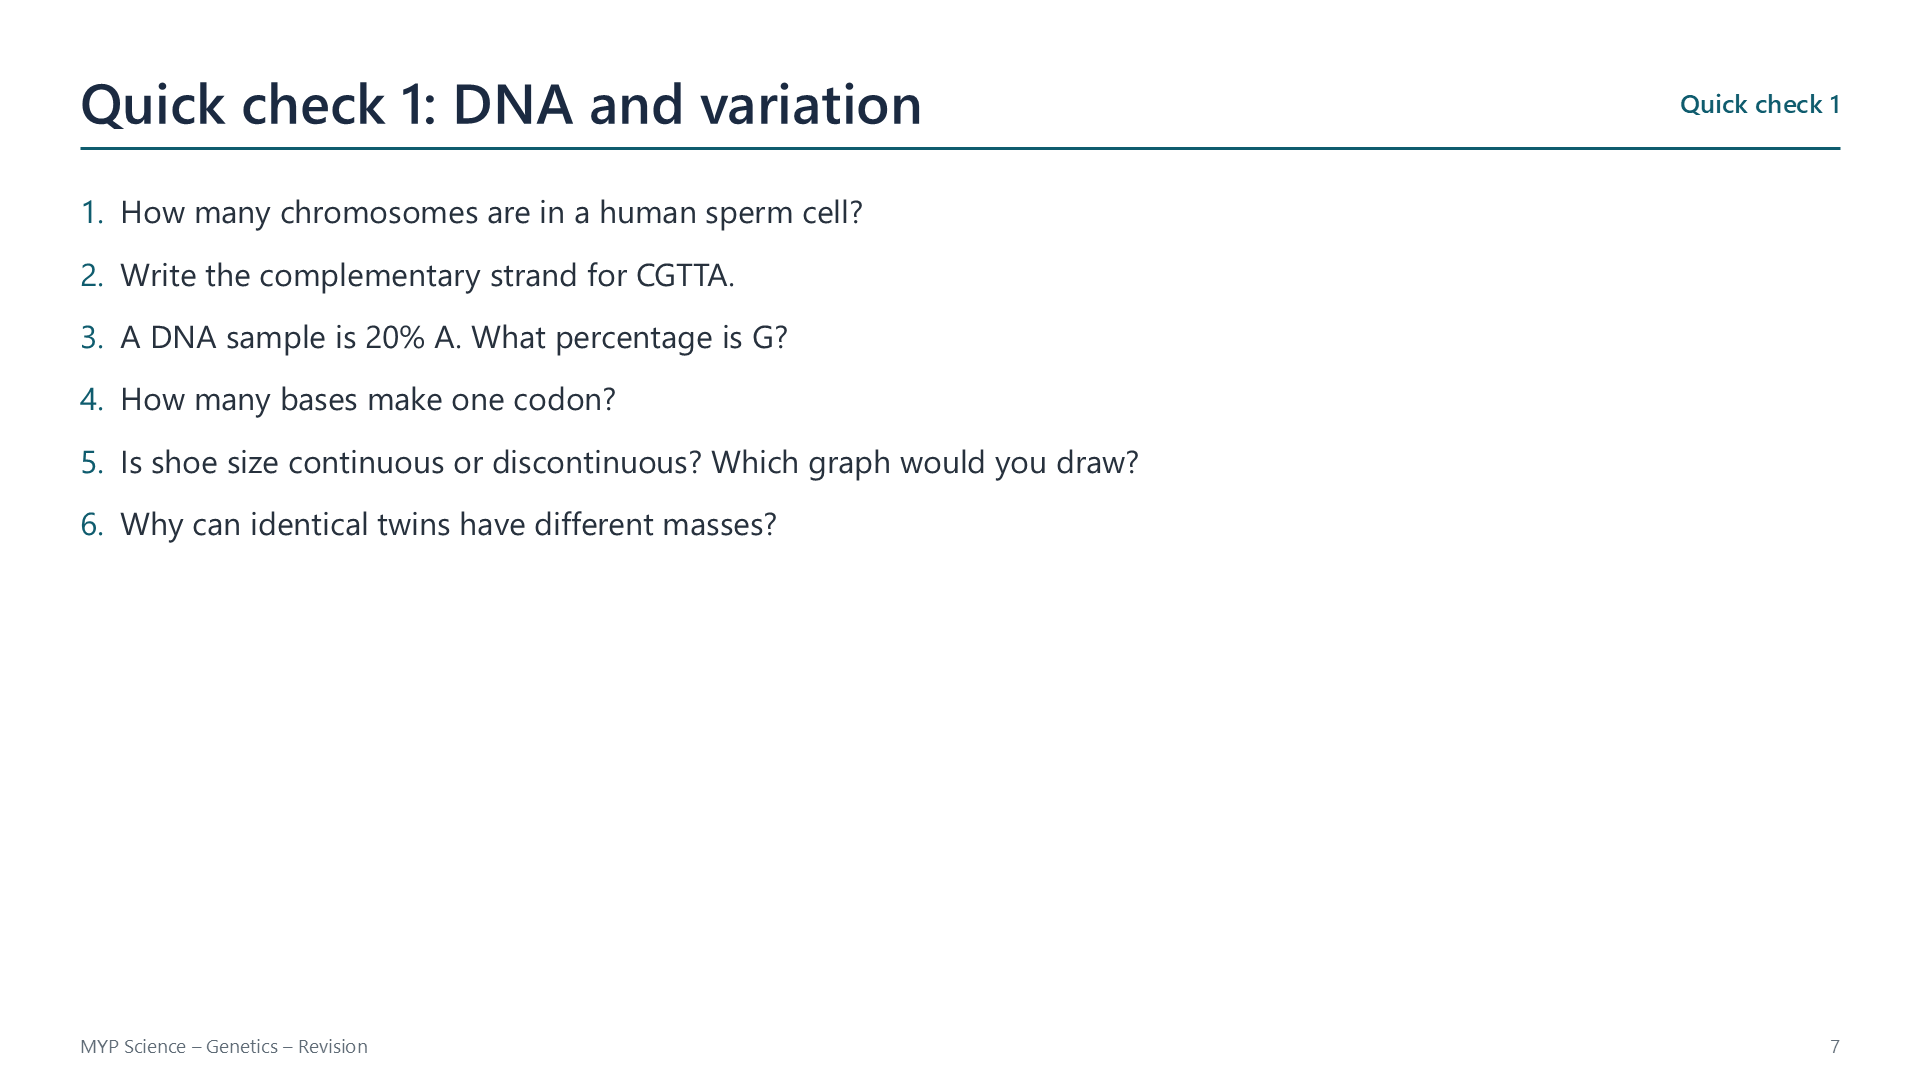 Quick check 1: DNA and variation
Quick check 1
1. How many chromosomes are in a human sperm cell?
2. Write the complementary strand for CGTTA.
3. A DNA sample is 20% A. What percentage is G?
4. How many bases make one codon?
5. Is shoe size continuous or discontinuous? Which graph would you draw?
6. Why can identical twins have different masses?
MYP Science – Genetics – Revision
7